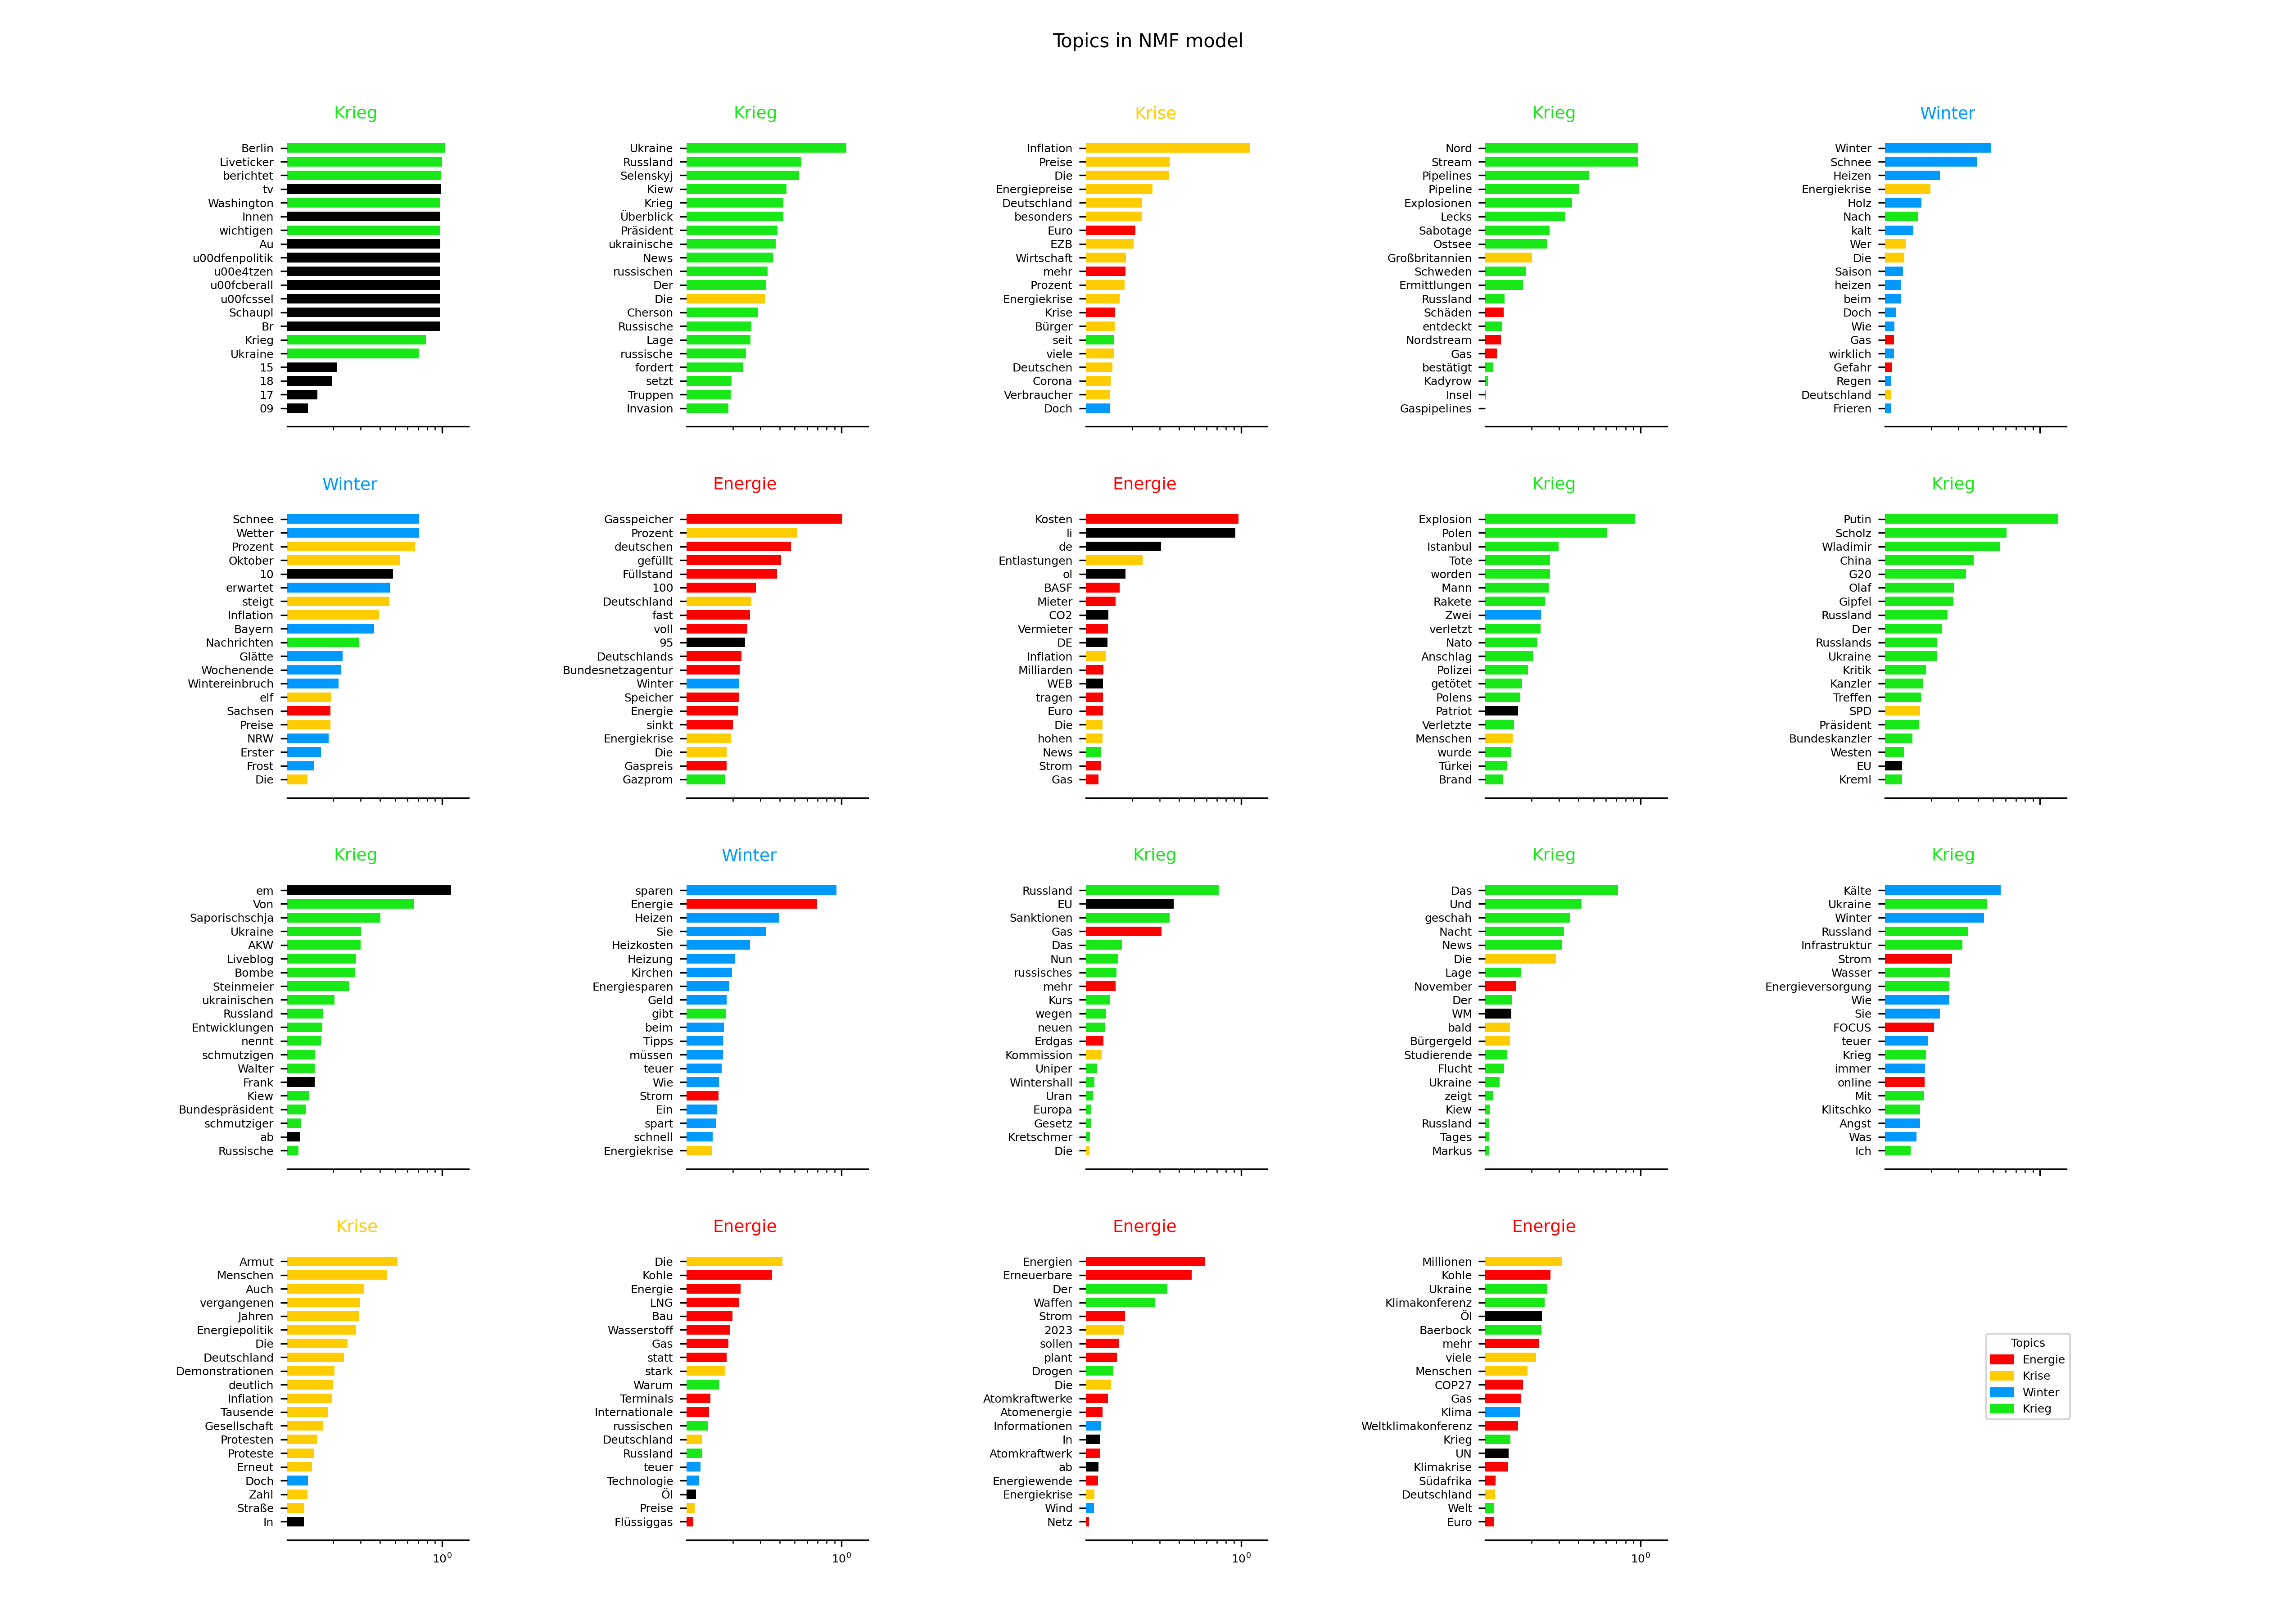 Topics in NMF model
Krieg
Berlin
Liveticker
berichtet
tv
Washington
Innen
wichtigen
Au
u00dfenpolitik
u00e4tzen
u00fcberall
u00fcssel
Schaupl
Br
Krieg
Ukraine
15
18
17
09
Krieg
Ukraine
Russland
Selenskyj
Kiew
Krieg
Überblick
Präsident
ukrainische
News
russischen
Der
Die
Cherson
Russische
Lage
russische
fordert
setzt
Truppen
Invasion
Krise
Inflation
Preise
Die
Energiepreise
Deutschland
besonders
Euro
EZB
Wirtschaft
mehr
Prozent
Energiekrise
Krise
Bürger
seit
viele
Deutschen
Corona
Verbraucher
Doch
Krieg
Nord
Stream
Pipelines
Pipeline
Explosionen
Lecks
Sabotage
Ostsee
Großbritannien
Schweden
Ermittlungen
Russland
Schäden
entdeckt
Nordstream
Gas
bestätigt
Kadyrow
Insel
Gaspipelines
Winter
Winter
Schnee
Heizen
Energiekrise
Holz
Nach
kalt
Wer
Die
Saison
heizen
beim
Doch
Wie
Gas
wirklich
Gefahr
Regen
Deutschland
Frieren
Winter
Schnee
Wetter
Prozent
Oktober
10
erwartet
steigt
Inflation
Bayern
Nachrichten
Glätte
Wochenende
Wintereinbruch
elf
Sachsen
Preise
NRW
Erster
Frost
Die
Energie
Gasspeicher
Prozent
deutschen
gefüllt
Füllstand
100
Deutschland
fast
voll
95
Deutschlands
Bundesnetzagentur
Winter
Speicher
Energie
sinkt
Energiekrise
Die
Gaspreis
Gazprom
Energie
Kosten
li
de
Entlastungen
ol
BASF
Mieter
CO2
Vermieter
DE
Inflation
Milliarden
WEB
tragen
Euro
Die
hohen
News
Strom
Gas
Krieg
Explosion
Polen
Istanbul
Tote
worden
Mann
Rakete
Zwei
verletzt
Nato
Anschlag
Polizei
getötet
Polens
Patriot
Verletzte
Menschen
wurde
Türkei
Brand
Krieg
Putin
Scholz
Wladimir
China
G20
Olaf
Gipfel
Russland
Der
Russlands
Ukraine
Kritik
Kanzler
Treffen
SPD
Präsident
Bundeskanzler
Westen
EU
Kreml
Krieg
em
Von
Saporischschja
Ukraine
AKW
Liveblog
Bombe
Steinmeier
ukrainischen
Russland
Entwicklungen
nennt
schmutzigen
Walter
Frank
Kiew
Bundespräsident
schmutziger
ab
Russische
Winter
sparen
Energie
Heizen
Sie
Heizkosten
Heizung
Kirchen
Energiesparen
Geld
gibt
beim
Tipps
müssen
teuer
Wie
Strom
Ein
spart
schnell
Energiekrise
Krieg
Russland
EU
Sanktionen
Gas
Das
Nun
russisches
mehr
Kurs
wegen
neuen
Erdgas
Kommission
Uniper
Wintershall
Uran
Europa
Gesetz
Kretschmer
Die
Krieg
Das
Und
geschah
Nacht
News
Die
Lage
November
Der
WM
bald
Bürgergeld
Studierende
Flucht
Ukraine
zeigt
Kiew
Russland
Tages
Markus
Krieg
Kälte
Ukraine
Winter
Russland
Infrastruktur
Strom
Wasser
Energieversorgung
Wie
Sie
FOCUS
teuer
Krieg
immer
online
Mit
Klitschko
Angst
Was
Ich
Krise
Armut
Menschen
Auch
vergangenen
Jahren
Energiepolitik
Die
Deutschland
Demonstrationen
deutlich
Inflation
Tausende
Gesellschaft
Protesten
Proteste
Erneut
Doch
Zahl
Straße
In
10⁰
Energie
Die
Kohle
Energie
LNG
Bau
Wasserstoff
Gas
statt
stark
Warum
Terminals
Internationale
russischen
Deutschland
Russland
teuer
Technologie
Öl
Preise
Flüssiggas
10⁰
Energie
Energien
Erneuerbare
Der
Waffen
Strom
2023
sollen
plant
Drogen
Die
Atomkraftwerke
Atomenergie
Informationen
In
Atomkraftwerk
ab
Energiewende
Energiekrise
Wind
Netz
10⁰
Energie
Millionen
Kohle
Ukraine
Klimakonferenz
Öl
Baerbock
mehr
viele
Menschen
COP27
Gas
Klima
Weltklimakonferenz
Krieg
UN
Klimakrise
Südafrika
Deutschland
Welt
Euro
10⁰
Topics
Energie
Krise
Winter
Krieg